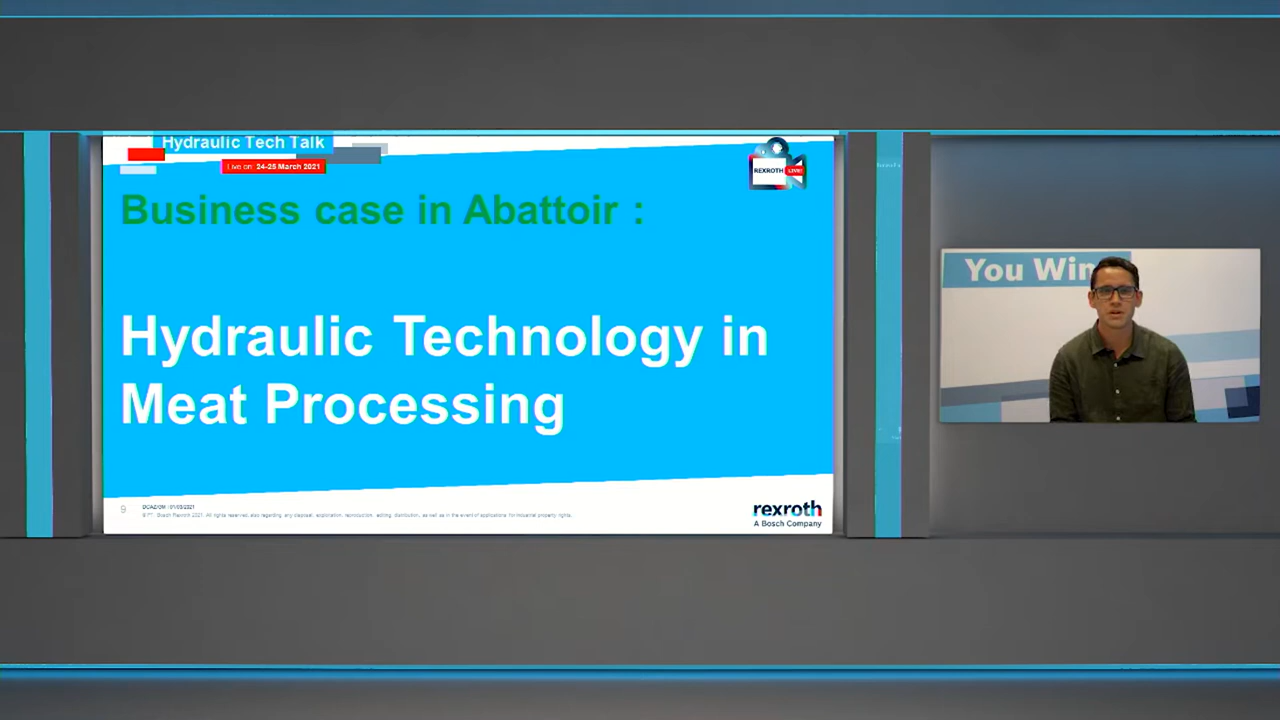 Hydraulic Tech Talk
Live on 24-25 March 2021
REXROTH LIVE!
Business case in Abattoir :
Hydraulic Technology in
Meat Processing
You Win
9
rexroth
A Bosch Company